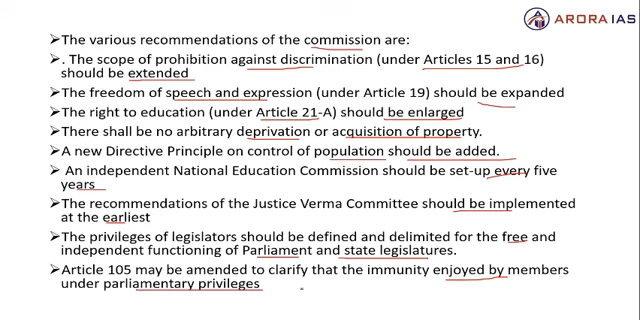 ARORA IAS
➢The various recommendations of the commission are:
➢. The scope of prohibition against discrimination (under Articles 15 and 16)
should be extended
➢The freedom of speech and expression (under Article 19) should be expanded
➢The right to education (under Article 21-A) should be enlarged
➢There shall be no arbitrary deprivation or acquisition of property.
➢A new Directive Principle on control of population should be added.
➢ An independent National Education Commission should be set-up every five
years
➢The recommendations of the Justice Verma Committee should be implemented
at the earliest
➢The privileges of legislators should be defined and delimited for the free and
independent functioning of Parliament and state legislatures.
➢Article 105 may be amended to clarify that the immunity enjoyed by members
under parliamentary privileges